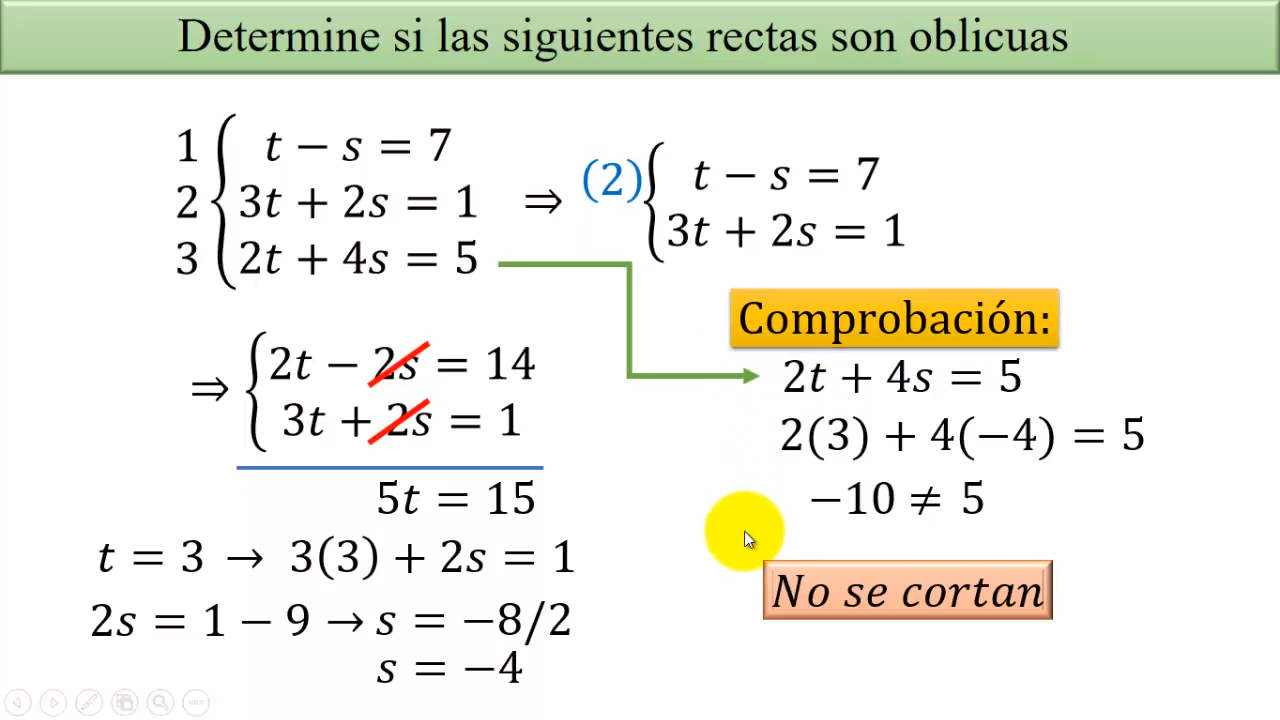 Determine si las siguientes rectas son oblicuas
1 t − s = 7
2 3t + 2s = 1
3 2t + 4s = 5
⇒ (2) t − s = 7
3t + 2s = 1
⇒ 2t − 2s = 14
3t + 2s = 1
5t = 15
t = 3 → 3(3) + 2s = 1
2s = 1 − 9 → s = −8/2
s = −4
Comprobación:
2t + 4s = 5
2(3) + 4(−4) = 5
−10 ≠ 5
No se cortan